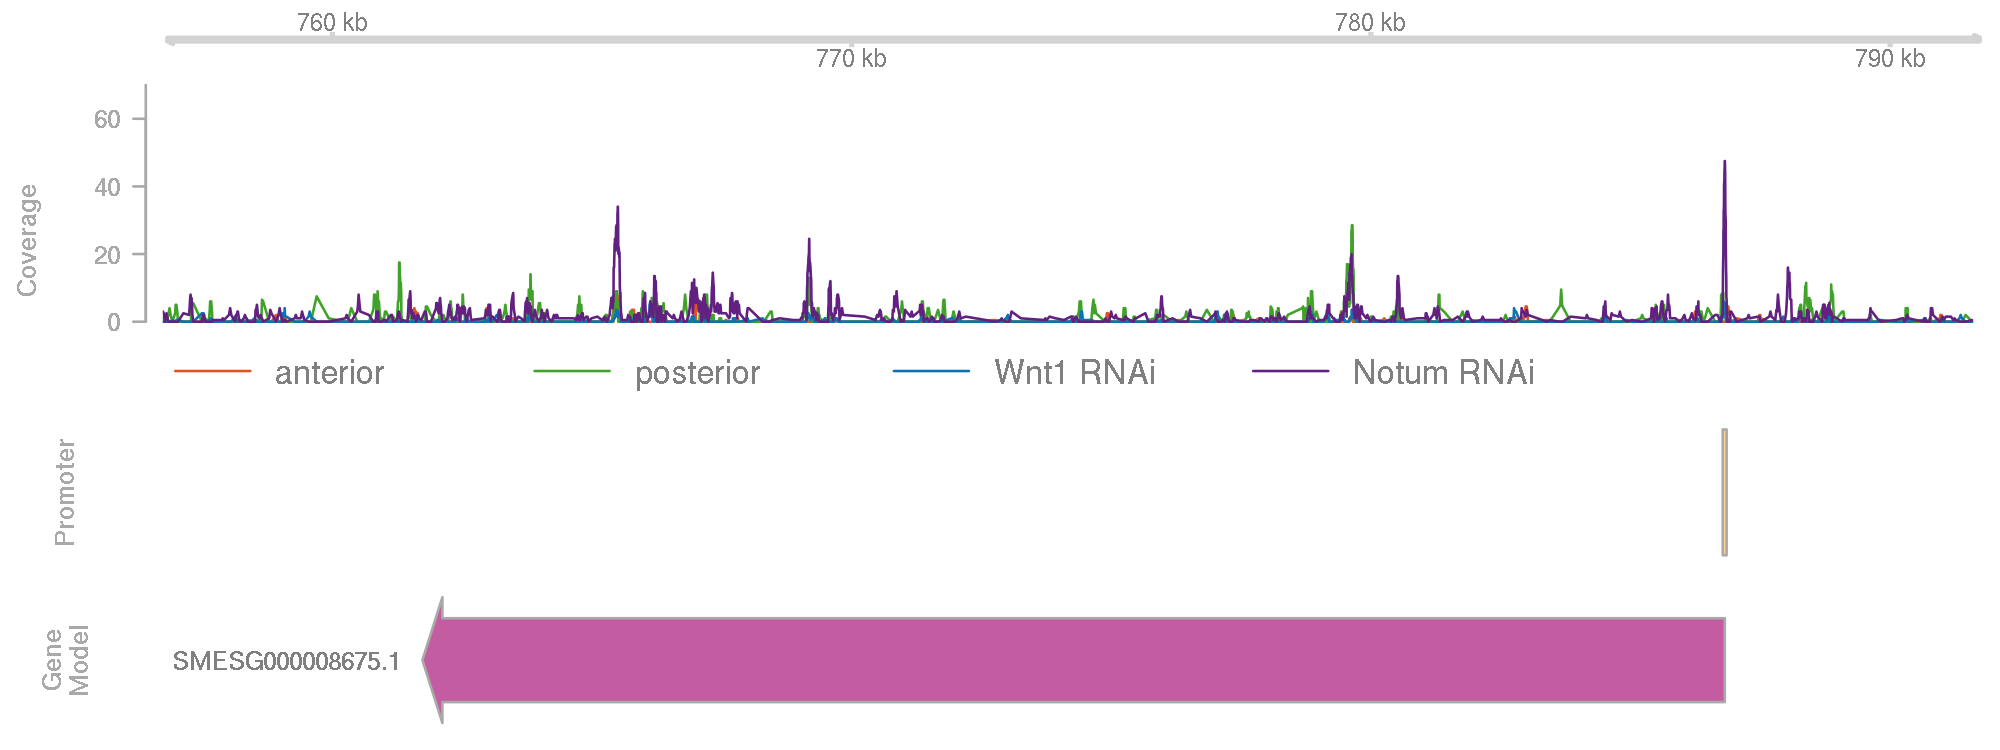 760 kb
780 kb
770 kb
790 kb
Coverage
60
40
20
0
anterior posterior Wnt1 RNAi Notum RNAi
Promoter
Gene
Model
SMESG000008675.1